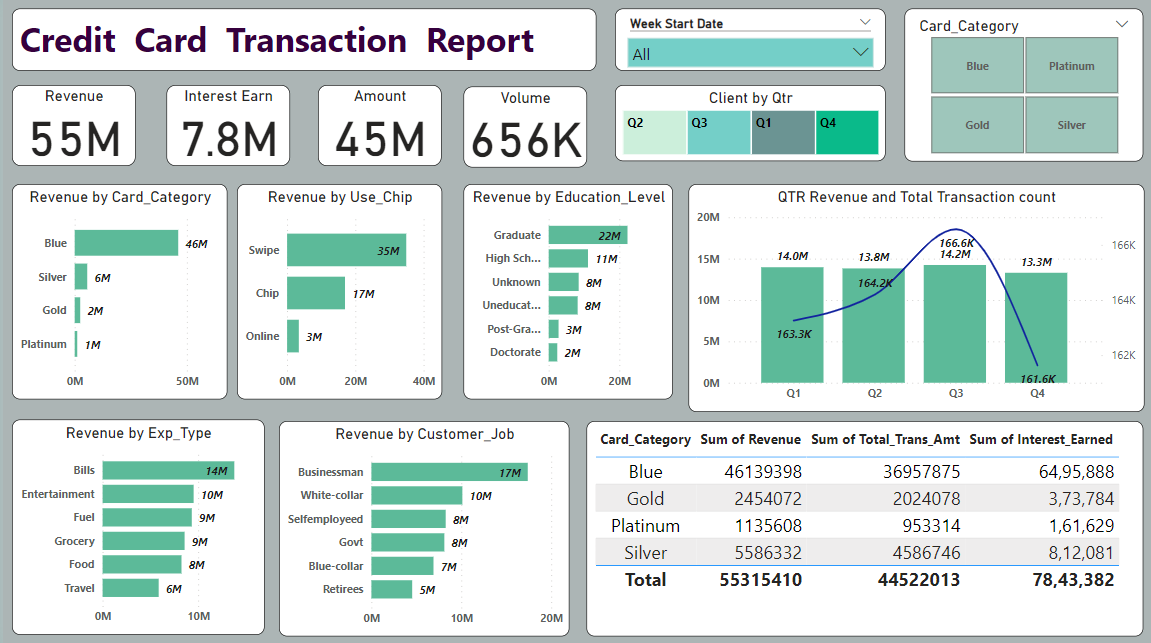 Credit Card Transaction Report
Week Start Date
All
Card_Category
Blue
Platinum
Gold
Silver
Revenue
55M
Interest Earn
7.8M
Amount
45M
Volume
656K
Client by Qtr
Q2
Q3
Q1
Q4
Revenue by Card_Category
Blue
46M
Silver
6M
Gold
2M
Platinum
1M
0M
50M
Revenue by Use_Chip
Swipe
35M
Chip
17M
Online
3M
0M
20M
40M
Revenue by Education_Level
Graduate
22M
High Sch...
11M
Unknown
8M
Uneducat...
8M
Post-Gra...
3M
Doctorate
2M
0M
20M
QTR Revenue and Total Transaction count
20M
15M
10M
5M
0M
14.0M
13.8M
14.2M
13.3M
163.3K
164.2K
166.6K
161.6K
166K
164K
162K
Q1
Q2
Q3
Q4
Revenue by Exp_Type
Bills
14M
Entertainment
10M
Fuel
9M
Grocery
9M
Food
8M
Travel
6M
0M
10M
Revenue by Customer_Job
Businessman
17M
White-collar
10M
Selfemployeed
8M
Govt
8M
Blue-collar
7M
Retirees
5M
0M
10M
20M
Card_Category Sum of Revenue Sum of Total_Trans_Amt Sum of Interest_Earned
Blue 46139398 36957875 64,95,888
Gold 2454072 2024078 3,73,784
Platinum 1135608 953314 1,61,629
Silver 5586332 4586746 8,12,081
Total 55315410 44522013 78,43,382